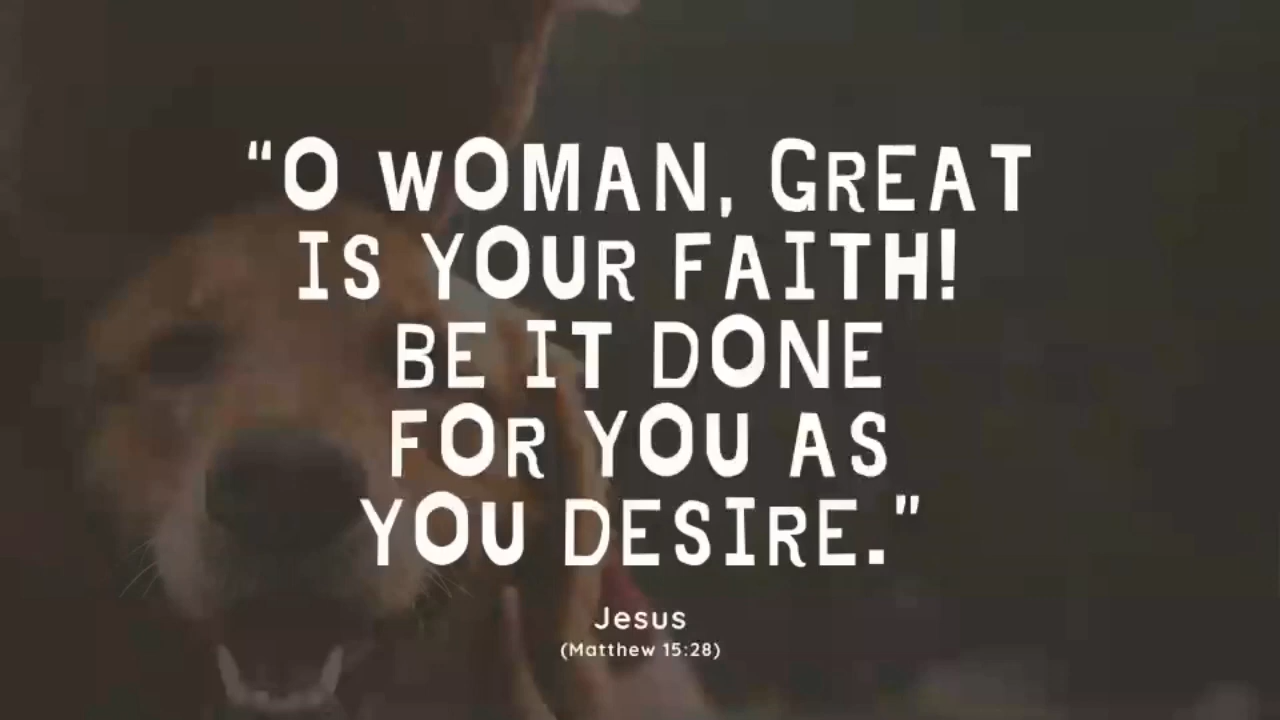 “O WOMAN, GREAT
IS YOUR FAITH!
BE IT DONE
FOR YOU AS
YOU DESIRE.”
Jesus
(Matthew 15:28)